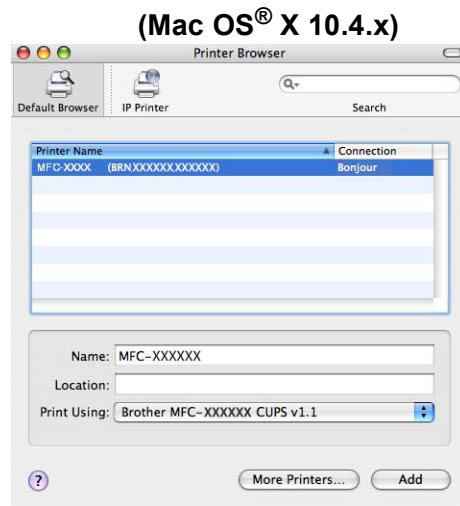 (Mac OS® X 10.4.x)
Printer Browser
Default Browser
IP Printer
Search
Printer Name
Connection
MFC-XXXX (BRN,XXXXXX,XXXXXX)
Bonjour
Name: MFC-XXXXXX
Location:
Print Using: Brother MFC-XXXXXX CUPS v1.1
?
More Printers...
Add